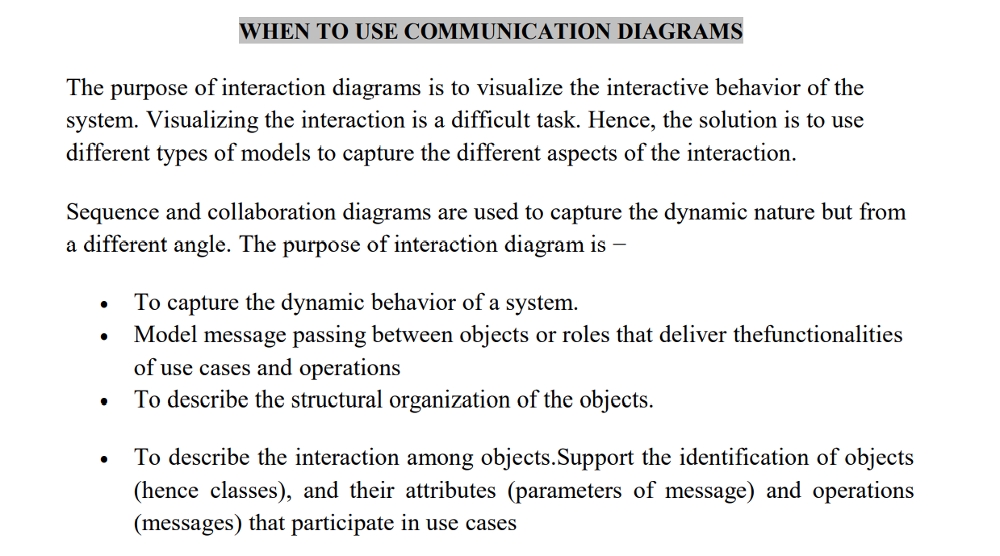 WHEN TO USE COMMUNICATION DIAGRAMS
The purpose of interaction diagrams is to visualize the interactive behavior of the
system. Visualizing the interaction is a difficult task. Hence, the solution is to use
different types of models to capture the different aspects of the interaction.
Sequence and collaboration diagrams are used to capture the dynamic nature but from
a different angle. The purpose of interaction diagram is −
• To capture the dynamic behavior of a system.
• Model message passing between objects or roles that deliver thefunctionalities
of use cases and operations
• To describe the structural organization of the objects.
• To describe the interaction among objects.Support the identification of objects
(hence classes), and their attributes (parameters of message) and operations
(messages) that participate in use cases